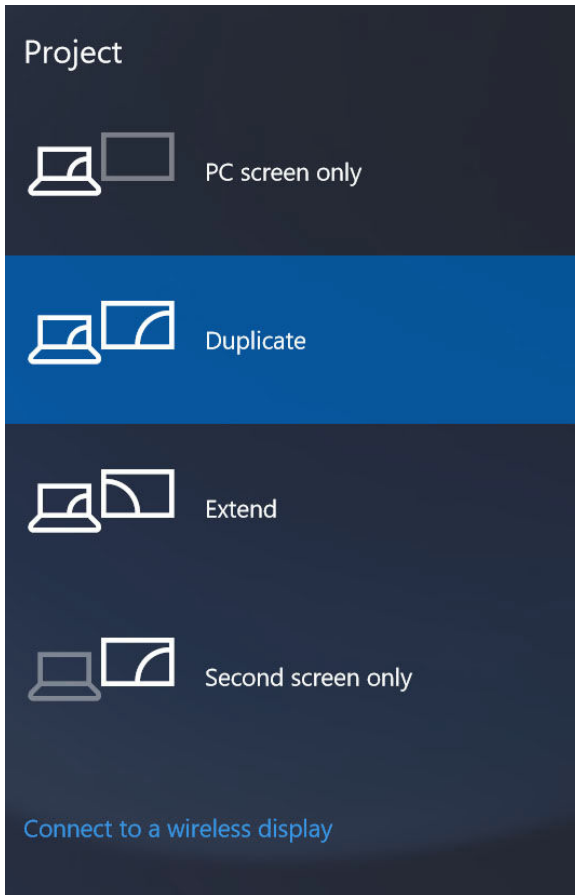 Project
PC screen only
Duplicate
Extend
Second screen only
Connect to a wireless display